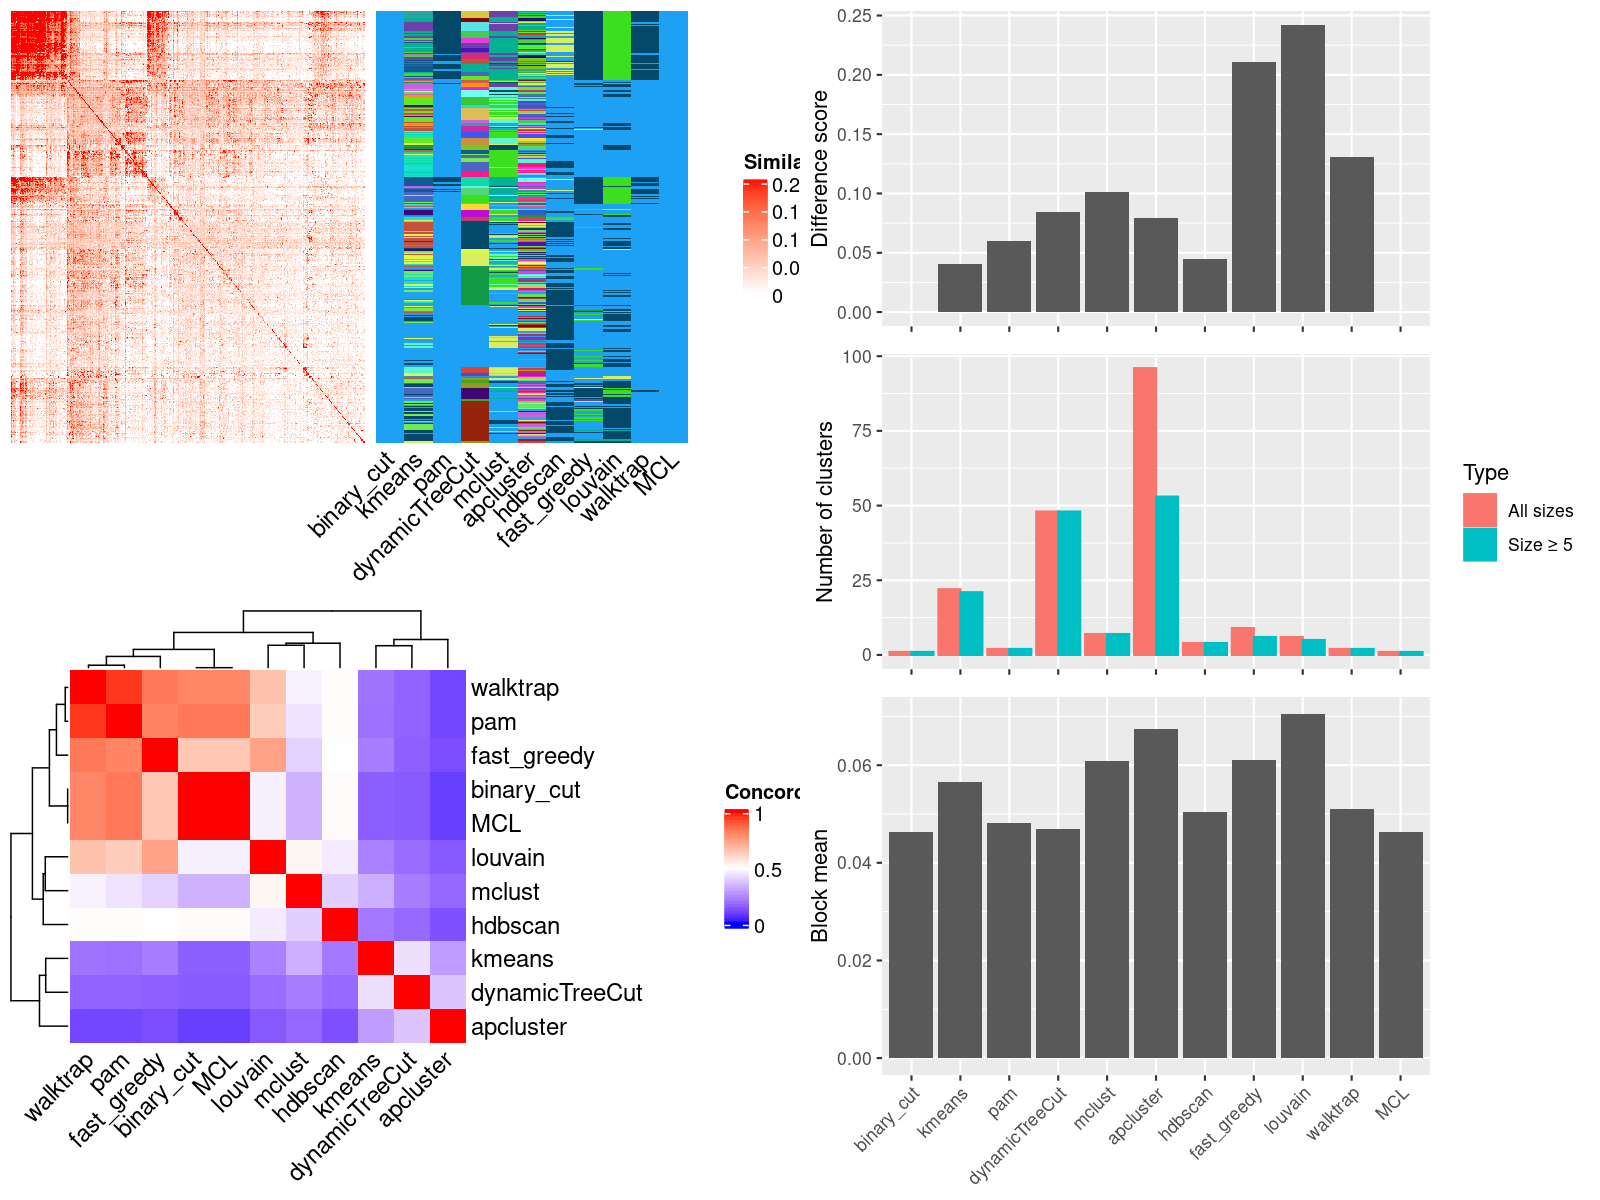 Simila
0.2
0.1
0.1
0.0
0
binary_cut
kmeans
pam
dynamicTreeCut
mclust
apcluster
hdbscan
fast_greedy
louvain
walktrap
MCL
walktrap
pam
fast_greedy
binary_cut
MCL
louvain
mclust
hdbscan
kmeans
dynamicTreeCut
apcluster
walktrap
pam
fast_greedy
binary_cut
MCL
louvain
mclust
hdbscan
kmeans
dynamicTreeCut
apcluster
Concord
1
0.5
0
Difference score
0.25
0.20
0.15
0.10
0.05
0.00
Number of clusters
100
75
50
25
0
Type
All sizes
Size ≥ 5
Block mean
0.06
0.04
0.02
0.00
binary_cut
kmeans
pam
dynamicTreeCut
mclust
apcluster
hdbscan
fast_greedy
louvain
walktrap
MCL